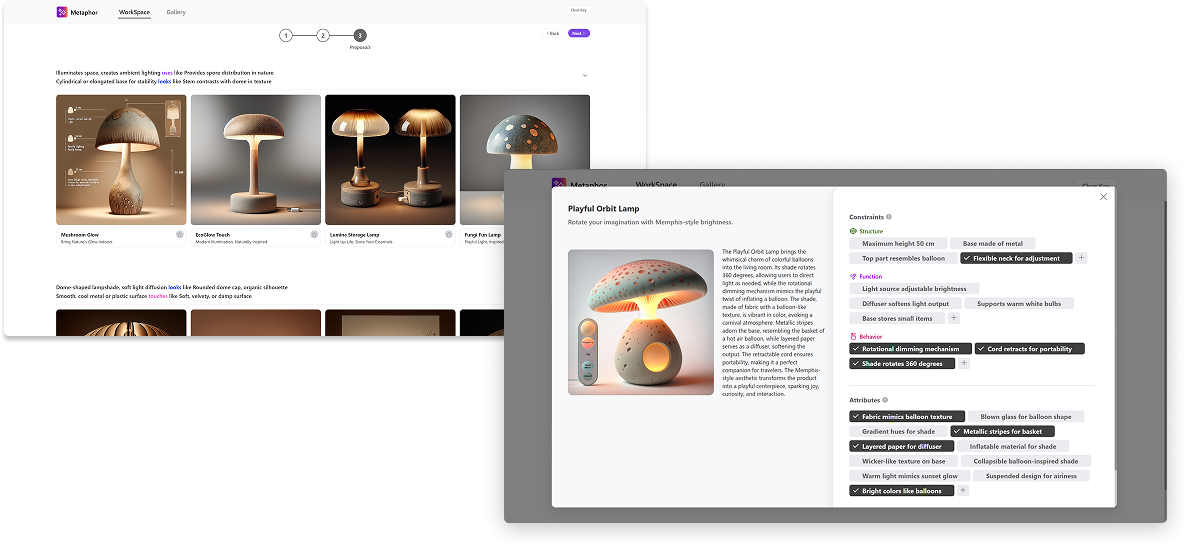 Metaphor
WorkSpace
Gallery
Clear Key
1
2
3
Back
Next
Proposals
Illuminates space, creates ambient lighting uses like Provides spore distribution in nature
Cylindrical or elongated base for stability looks like Stem contrasts with dome in texture
Mushroom Glow
Bring Nature's Glow Indoors
EcoGlow Touch
Modern Illumination, Naturally Inspired
Lumina Storage Lamp
Light Up Life, Store Your Essentials
Fungi Fun Lamp
Playful Light, Inspired
Dome-shaped lampshade, soft light diffusion looks like Rounded dome cap, organic silhouette
Smooth, cool metal or plastic surface touches like Soft, velvety, or damp surface
Metaphor
WorkSpace
Gallery
Clear Key
Playful Orbit Lamp
Rotate your imagination with Memphis-style brightness.
The Playful Orbit Lamp brings the
whimsical charm of colorful balloons
into the living room. Its shade rotates
360 degrees, allowing users to direct
light as needed, while the rotational
dimming mechanism mimics the playful
twist of inflating a balloon. The shade,
made of fabric with a balloon-like
texture, is vibrant in color, evoking a
carnival atmosphere. Metallic stripes
adorn the base, resembling the basket of
a hot air balloon, while layered paper
serves as a diffuser, softening the
output. The retractable cord ensures
portability, making it a perfect
companion for travelers. The Memphis-
style aesthetic transforms the product
into a playful centerpiece, sparking joy,
curiosity, and interaction.
Constraints
Structure
Maximum height 50 cm
Base made of metal
Top part resembles balloon
Flexible neck for adjustment
+
Function
Light source adjustable brightness
Diffuser softens light output
Supports warm white bulbs
Base stores small items
+
Behavior
Rotational dimming mechanism
Cord retracts for portability
Shade rotates 360 degrees
+
Attributes
Fabric mimics balloon texture
Blown glass for balloon shape
Gradient hues for shade
Metallic stripes for basket
Layered paper for diffuser
Inflatable material for shade
Wicker-like texture on base
Collapsible balloon-inspired shade
Warm light mimics sunset glow
Suspended design for airiness
Bright colors like balloons
+